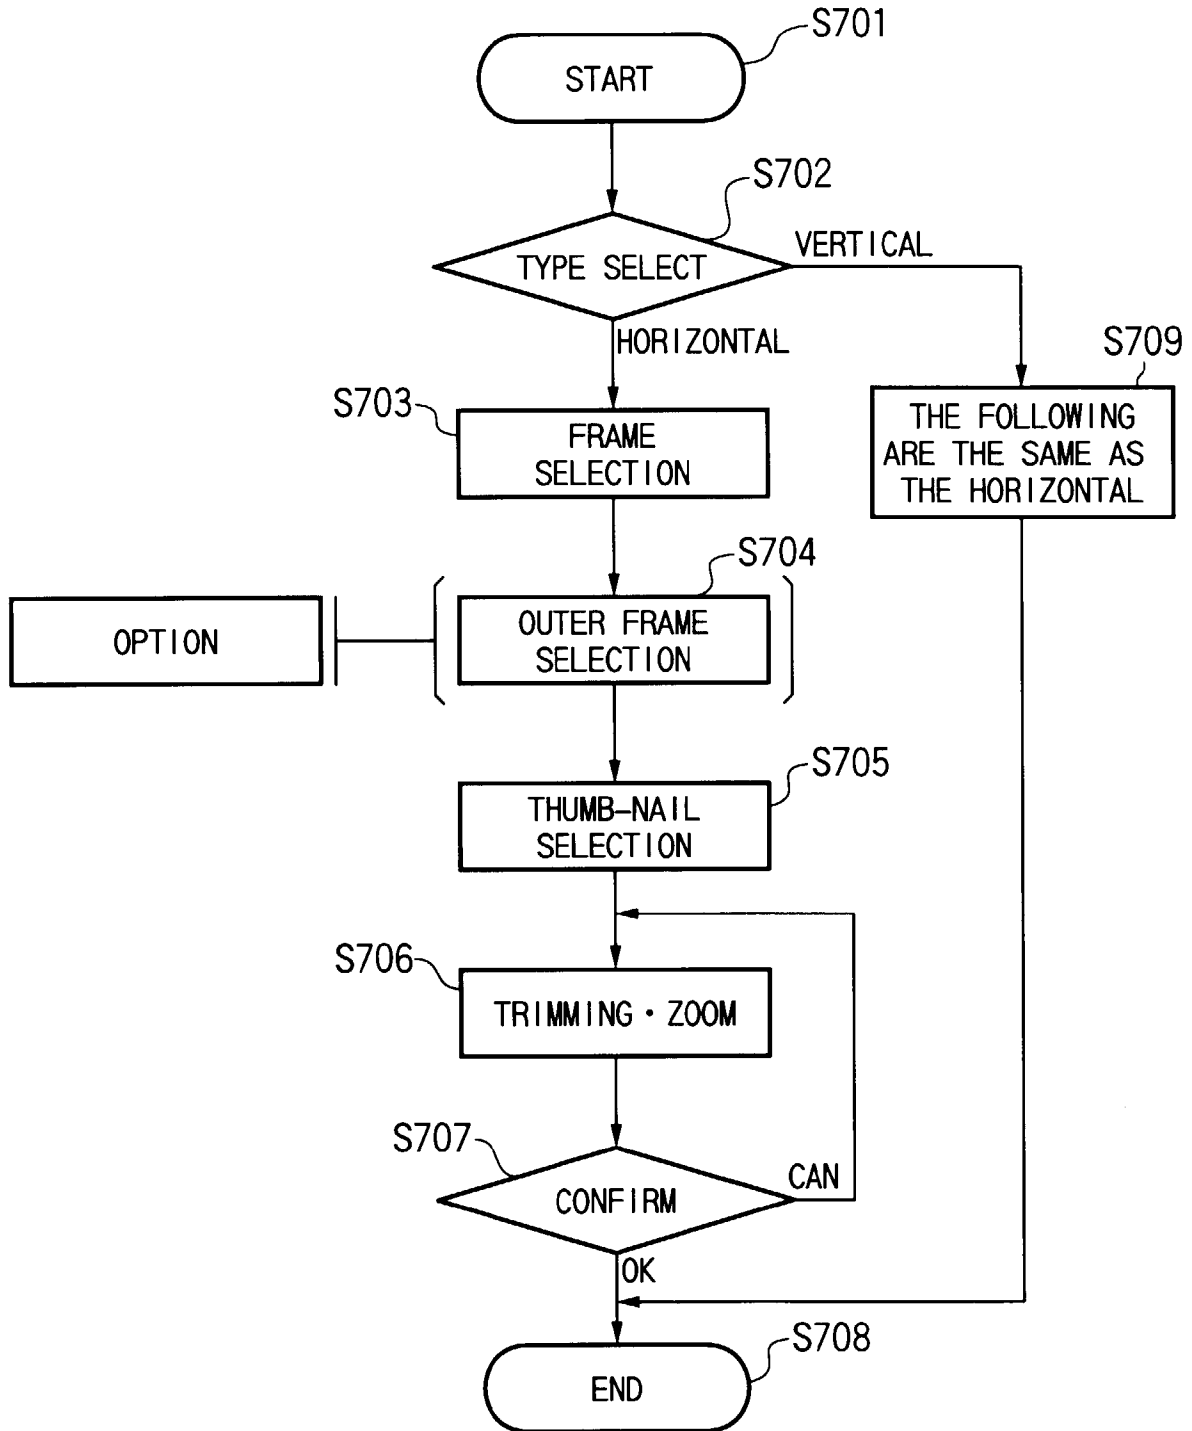 S701
START
S702
TYPE SELECT
VERTICAL
HORIZONTAL
S709
THE FOLLOWING
ARE THE SAME AS
THE HORIZONTAL
S703
FRAME
SELECTION
S704
OPTION
OUTER FRAME
SELECTION
S705
THUMB-NAIL
SELECTION
S706
TRIMMING・ZOOM
S707
CONFIRM
CAN
OK
S708
END